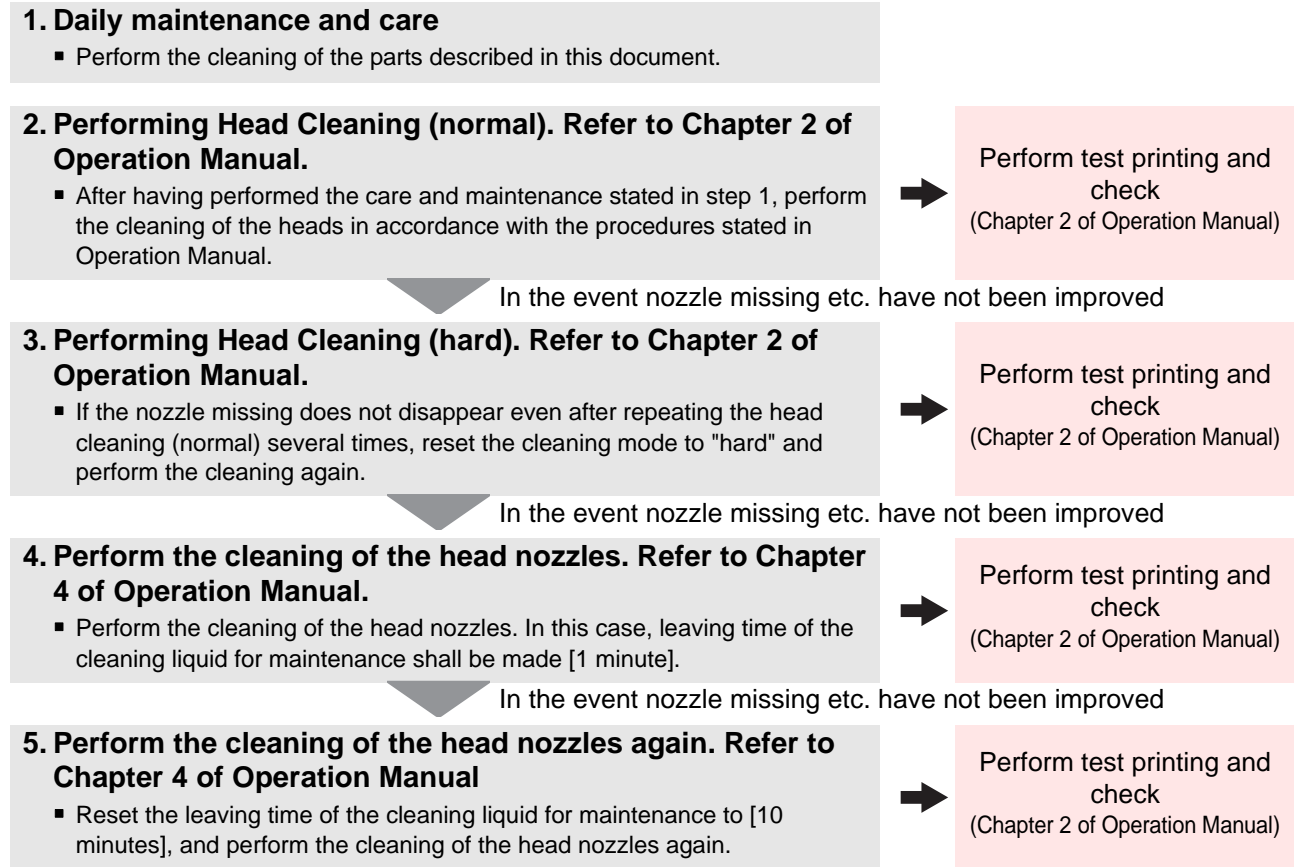 1. Daily maintenance and care
▪ Perform the cleaning of the parts described in this document.
2. Performing Head Cleaning (normal). Refer to Chapter 2 of
Operation Manual.
▪ After having performed the care and maintenance stated in step 1, perform
the cleaning of the heads in accordance with the procedures stated in
Operation Manual.
Perform test printing and
check
(Chapter 2 of Operation Manual)
In the event nozzle missing etc. have not been improved
3. Performing Head Cleaning (hard). Refer to Chapter 2 of
Operation Manual.
▪ If the nozzle missing does not disappear even after repeating the head
cleaning (normal) several times, reset the cleaning mode to "hard" and
perform the cleaning again.
Perform test printing and
check
(Chapter 2 of Operation Manual)
In the event nozzle missing etc. have not been improved
4. Perform the cleaning of the head nozzles. Refer to Chapter
4 of Operation Manual.
▪ Perform the cleaning of the head nozzles. In this case, leaving time of the
cleaning liquid for maintenance shall be made [1 minute].
Perform test printing and
check
(Chapter 2 of Operation Manual)
In the event nozzle missing etc. have not been improved
5. Perform the cleaning of the head nozzles again. Refer to
Chapter 4 of Operation Manual
▪ Reset the leaving time of the cleaning liquid for maintenance to [10
minutes], and perform the cleaning of the head nozzles again.
Perform test printing and
check
(Chapter 2 of Operation Manual)